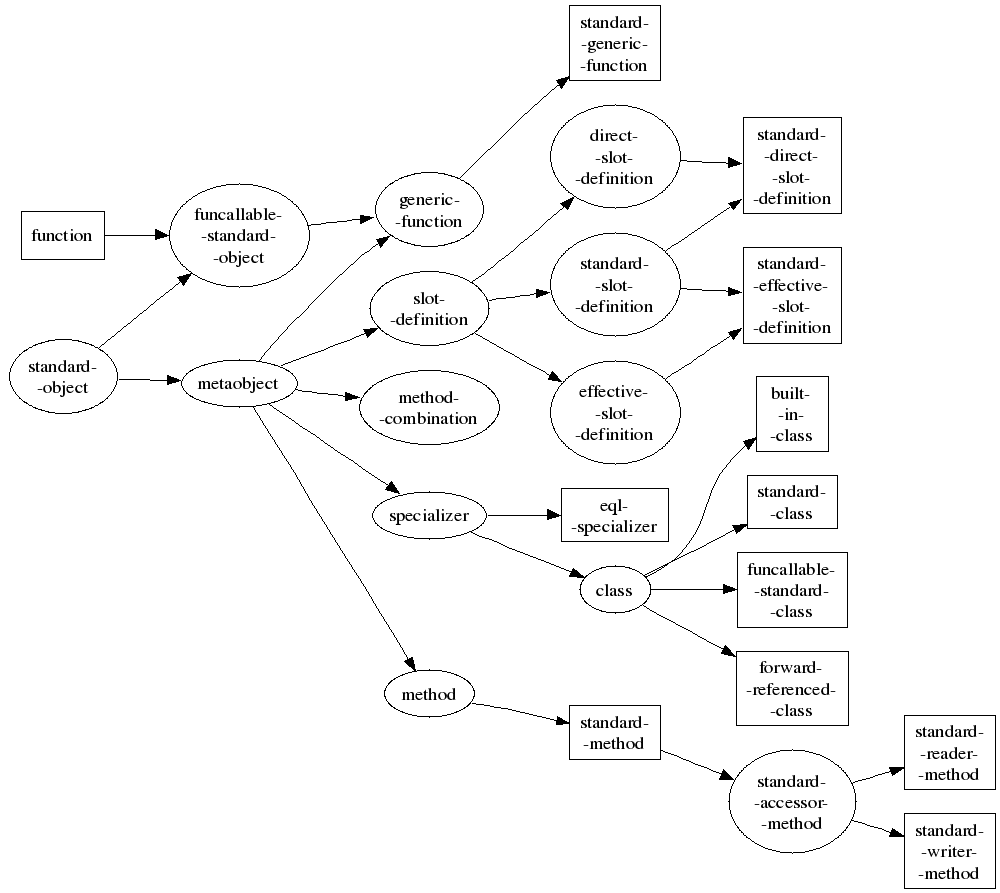 standard-
-generic-
-function
direct-
-slot-
-definition
standard-
-direct-
-slot-
-definition
generic-
-function
funcallable-
-standard-
-object
function
standard-
-slot-
-definition
standard-
-effective-
-slot-
-definition
slot-
-definition
standard-
-object
metaobject
method-
-combination
effective-
-slot-
-definition
built-
-in-
-class
specializer
eql-
-specializer
standard-
-class
class
funcallable-
-standard-
-class
forward-
-referenced-
-class
method
standard-
-method
standard-
-accessor-
-method
standard-
-reader-
-method
standard-
-writer-
-method